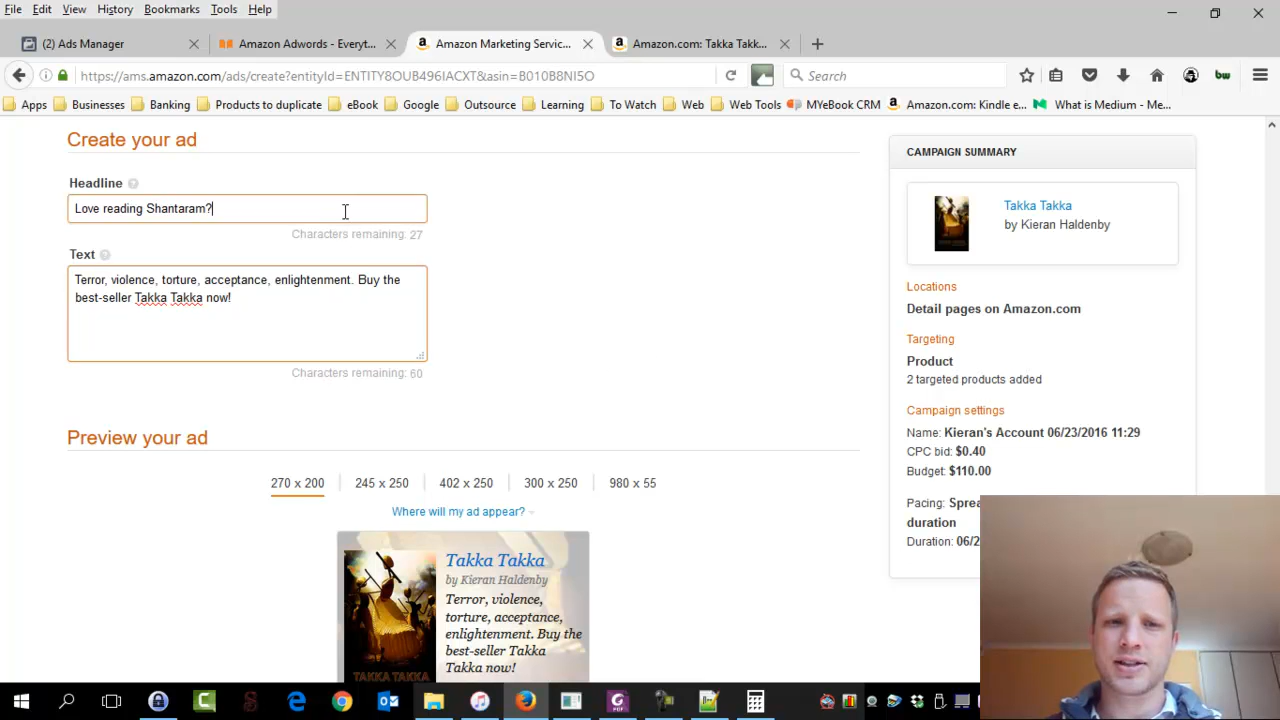 File Edit View History Bookmarks Tools Help
(2) Ads Manager
Amazon Adwords - Everyt...
Amazon Marketing Servic...
Amazon.com: Takka Takk...
https://ams.amazon.com/ads/create?entityId=ENTITY8OUB496IACXT&asin=B010B8NI5O
Search
Apps Businesses Banking Products to duplicate eBook Google Outsource Learning To Watch Web Web Tools MYeBook CRM Amazon.com: Kindle e... What is Medium - Me...
Create your ad
Headline
Love reading Shantaram?
Characters remaining: 27
Text
Terror, violence, torture, acceptance, enlightenment. Buy the
best-seller Takka Takka now!
Characters remaining: 60
Preview your ad
270 x 200 245 x 250 402 x 250 300 x 250 980 x 55
Where will my ad appear?
Takka Takka
by Kieran Haldenby
Terror, violence,
torture, acceptance,
enlightenment. Buy the
best-seller Takka
Takka now!
TAKKA TAKKA
CAMPAIGN SUMMARY
Takka Takka
by Kieran Haldenby
Locations
Detail pages on Amazon.com
Targeting
Product
2 targeted products added
Campaign settings
Name: Kieran's Account 06/23/2016 11:29
CPC bid: $0.40
Budget: $110.00
Pacing: Sprea
duration
Duration: 06/2